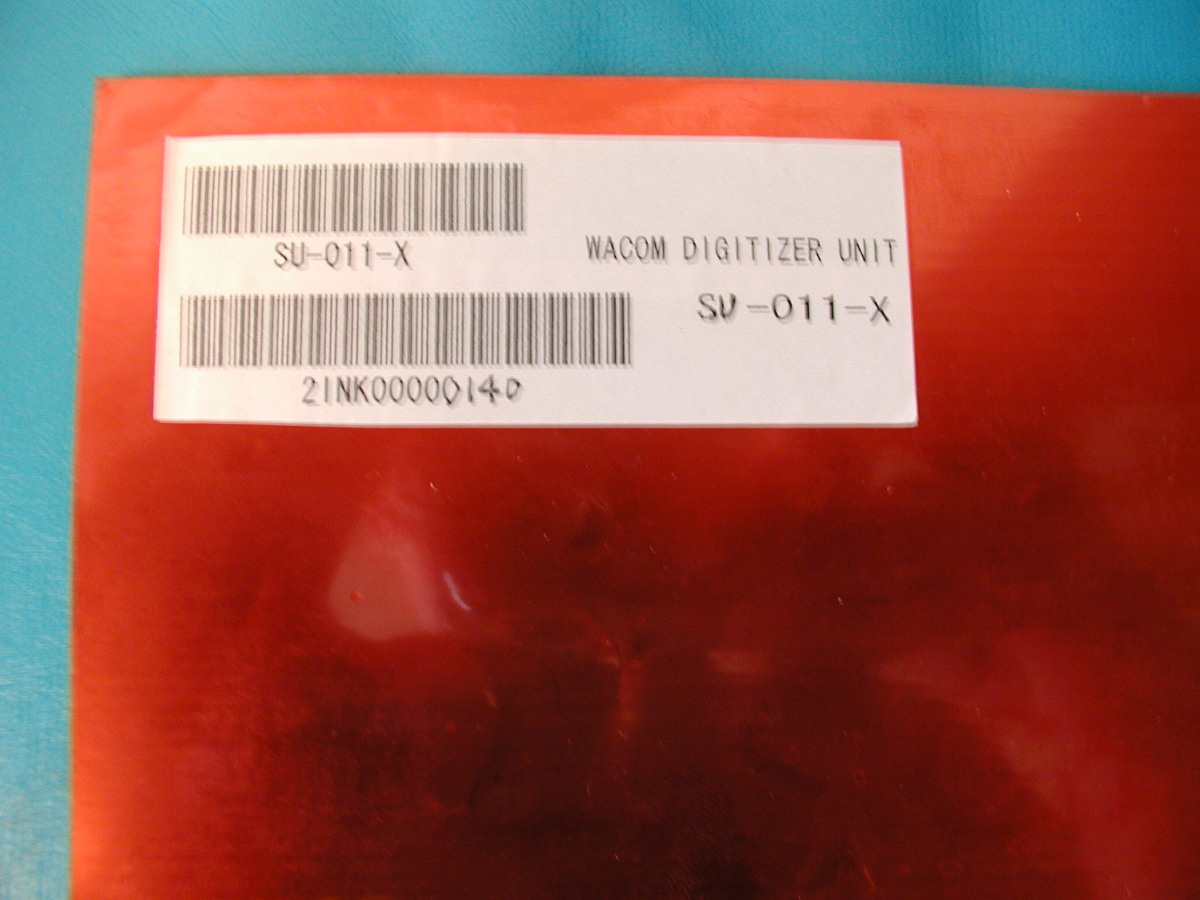 SU-011-X
WACOM DIGITIZER UNIT
SU-011-X
21NK00000140